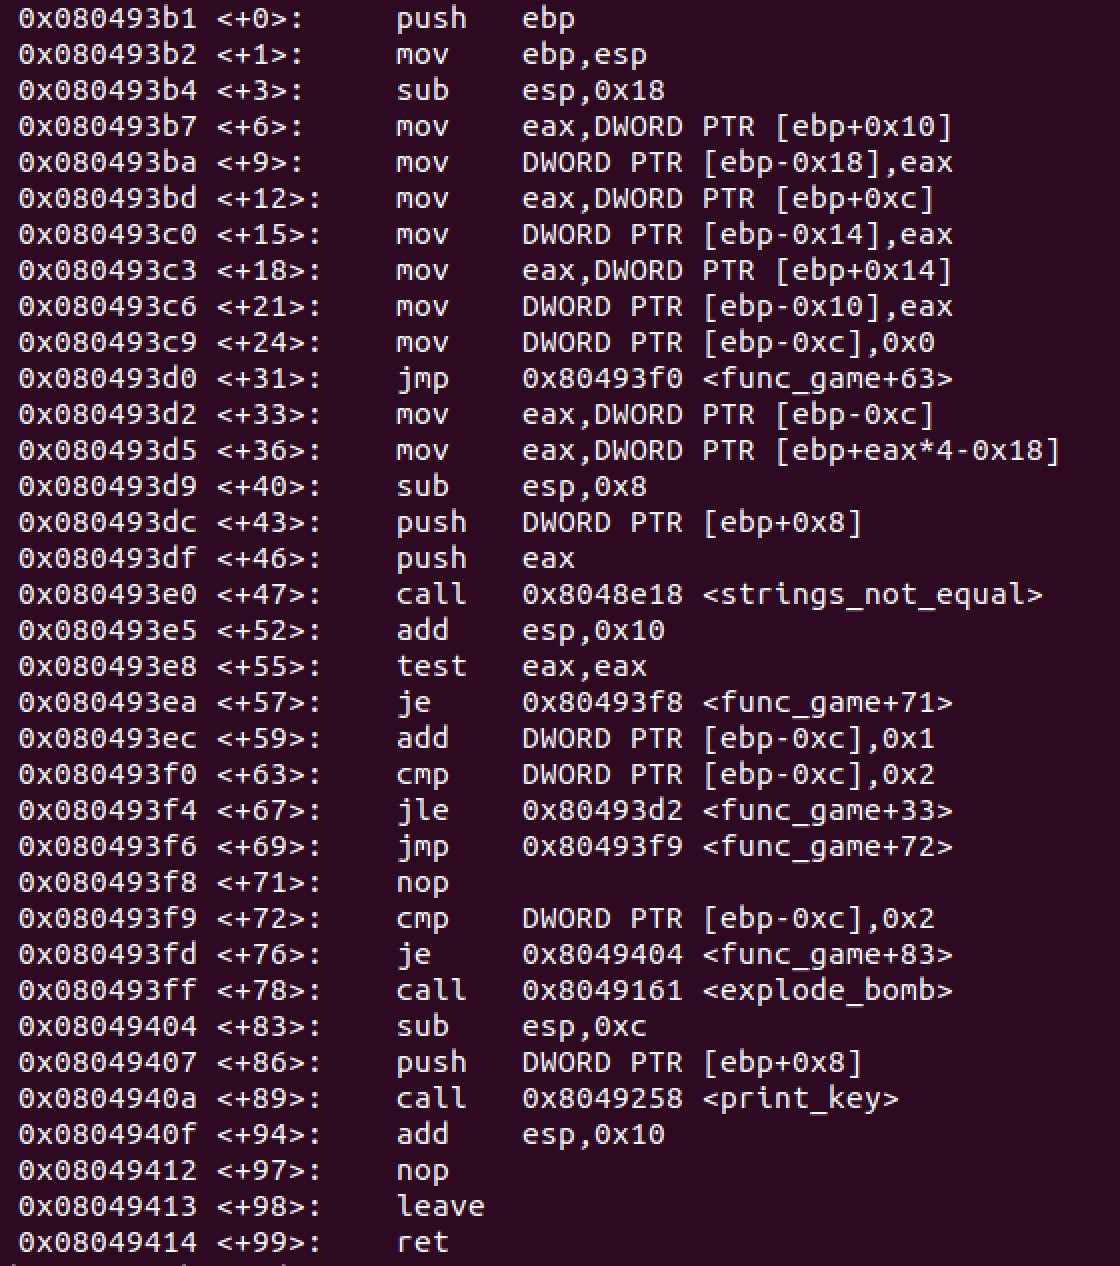 0x080493b1 <+0>: push ebp
0x080493b2 <+1>: mov ebp,esp
0x080493b4 <+3>: sub esp,0x18
0x080493b7 <+6>: mov eax,DWORD PTR [ebp+0x10]
0x080493ba <+9>: mov DWORD PTR [ebp-0x18],eax
0x080493bd <+12>: mov eax,DWORD PTR [ebp+0xc]
0x080493c0 <+15>: mov DWORD PTR [ebp-0x14],eax
0x080493c3 <+18>: mov eax,DWORD PTR [ebp+0x14]
0x080493c6 <+21>: mov DWORD PTR [ebp-0x10],eax
0x080493c9 <+24>: mov DWORD PTR [ebp-0xc],0x0
0x080493d0 <+31>: jmp 0x80493f0 <func_game+63>
0x080493d2 <+33>: mov eax,DWORD PTR [ebp-0xc]
0x080493d5 <+36>: mov eax,DWORD PTR [ebp+eax*4-0x18]
0x080493d9 <+40>: sub esp,0x8
0x080493dc <+43>: push DWORD PTR [ebp+0x8]
0x080493df <+46>: push eax
0x080493e0 <+47>: call 0x8048e18 <strings_not_equal>
0x080493e5 <+52>: add esp,0x10
0x080493e8 <+55>: test eax,eax
0x080493ea <+57>: je 0x80493f8 <func_game+71>
0x080493ec <+59>: add DWORD PTR [ebp-0xc],0x1
0x080493f0 <+63>: cmp DWORD PTR [ebp-0xc],0x2
0x080493f4 <+67>: jle 0x80493d2 <func_game+33>
0x080493f6 <+69>: jmp 0x80493f9 <func_game+72>
0x080493f8 <+71>: nop
0x080493f9 <+72>: cmp DWORD PTR [ebp-0xc],0x2
0x080493fd <+76>: je 0x8049404 <func_game+83>
0x080493ff <+78>: call 0x8049161 <explode_bomb>
0x08049404 <+83>: sub esp,0xc
0x08049407 <+86>: push DWORD PTR [ebp+0x8]
0x0804940a <+89>: call 0x8049258 <print_key>
0x0804940f <+94>: add esp,0x10
0x08049412 <+97>: nop
0x08049413 <+98>: leave
0x08049414 <+99>: ret